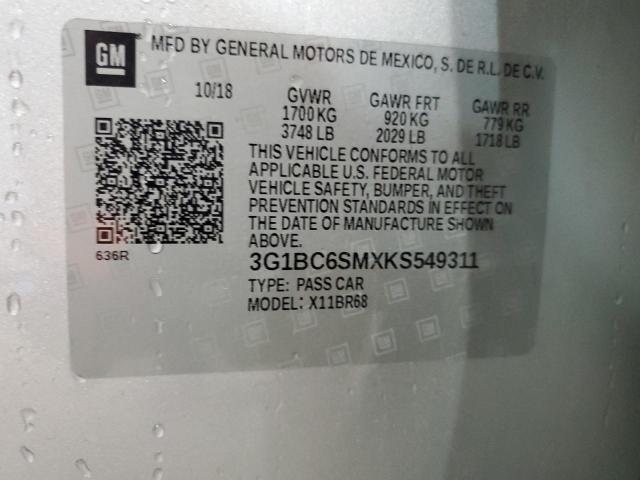 GM
MFD BY GENERAL MOTORS DE MEXICO, S. DE R.L. DE C.V.
10/18 GVWR GAWR FRT GAWR RR
1700 KG 920 KG 779 KG
3748 LB 2029 LB 1718 LB
THIS VEHICLE CONFORMS TO ALL
APPLICABLE U.S. FEDERAL MOTOR
VEHICLE SAFETY, BUMPER, AND THEFT
PREVENTION STANDARDS IN EFFECT ON
THE DATE OF MANUFACTURE SHOWN
ABOVE.
636R
3G1BC6SMXKS549311
TYPE: PASS CAR
MODEL: X11BR68